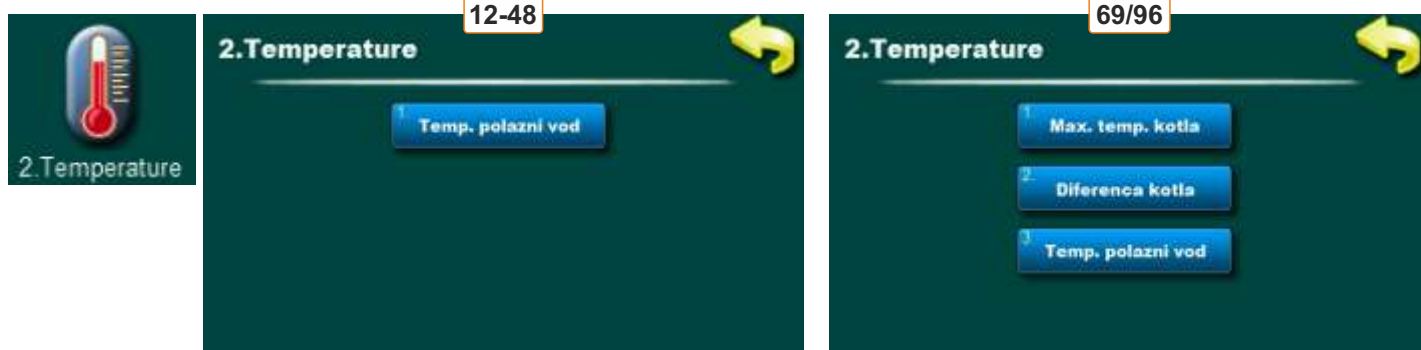 2.Temperature
12-48
2.Temperature
1.
Temp. polazni vod
69/96
2.Temperature
1.
Max. temp. kotla
2.
Diferenca kotla
3.
Temp. polazni vod